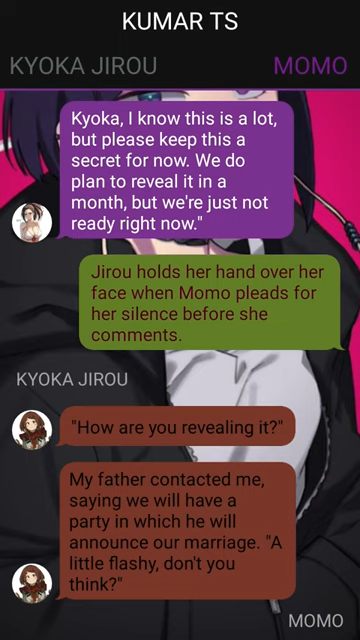 KUMAR TS
KYOKA JIROU
MOMO
Kyoka, I know this is a lot,
but please keep this a
secret for now. We do
plan to reveal it in a
month, but we're just not
ready right now."
Jirou holds her hand over her
face when Momo pleads for
her silence before she
comments.
KYOKA JIROU
"How are you revealing it?"
My father contacted me,
saying we will have a
party in which he will
announce our marriage. "A
little flashy, don't you
think?"
MOMO